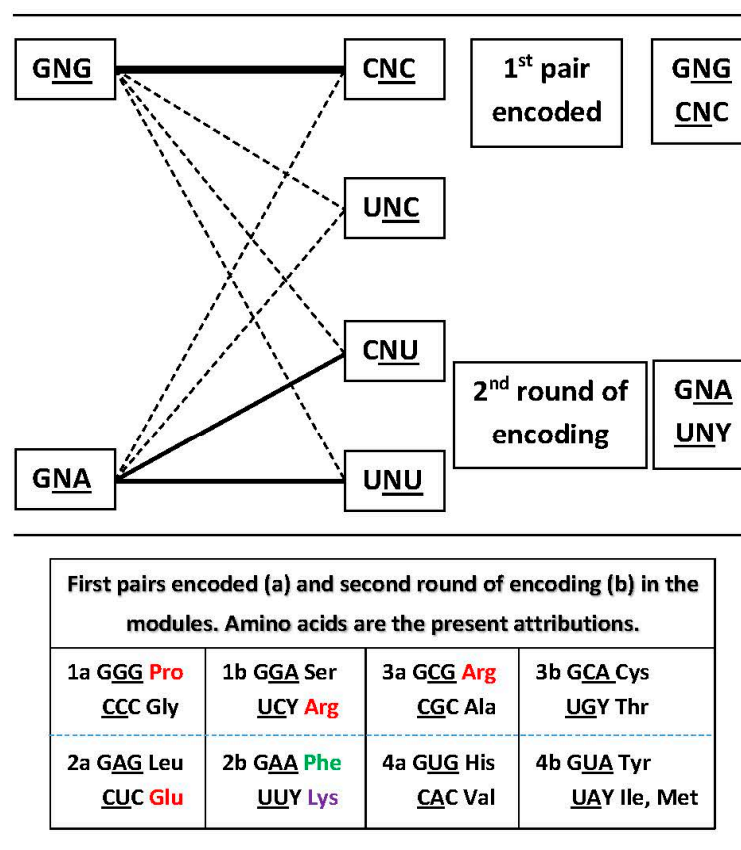 GNG CNC 1st pair encoded GNG CNC
UNC
CNU
GNA UNU 2nd round of encoding GNA UNY
First pairs encoded (a) and second round of encoding (b) in the
modules. Amino acids are the present attributions.
1a GGG Pro 1b GGA Ser 3a GCG Arg 3b GCA Cys
CCC Gly UCY Arg CGC Ala UGY Thr
2a GAG Leu 2b GAA Phe 4a GUG His 4b GUA Tyr
CUC Glu UUY Lys CAC Val UAY Ile, Met